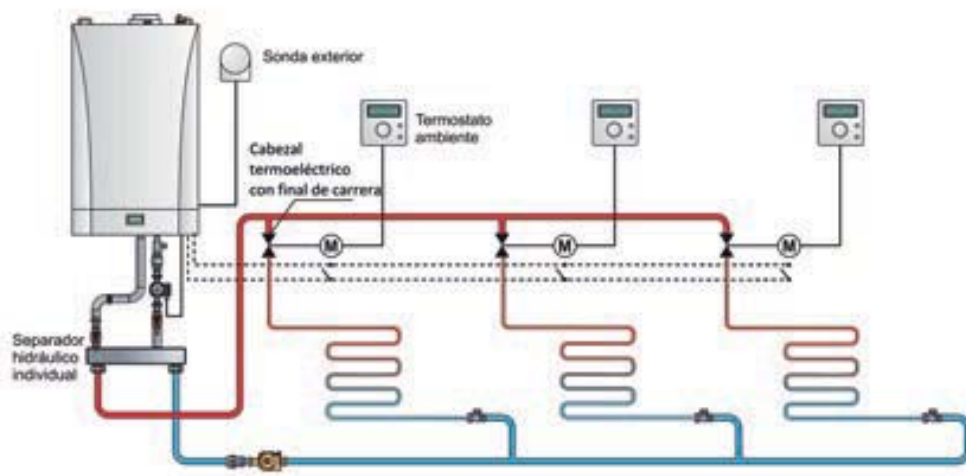 Sonda exterior
Termostato
ambiente
Cabezal
termoeléctrico
con final de carrera
M
M
M
Separador
hidráulico
individual